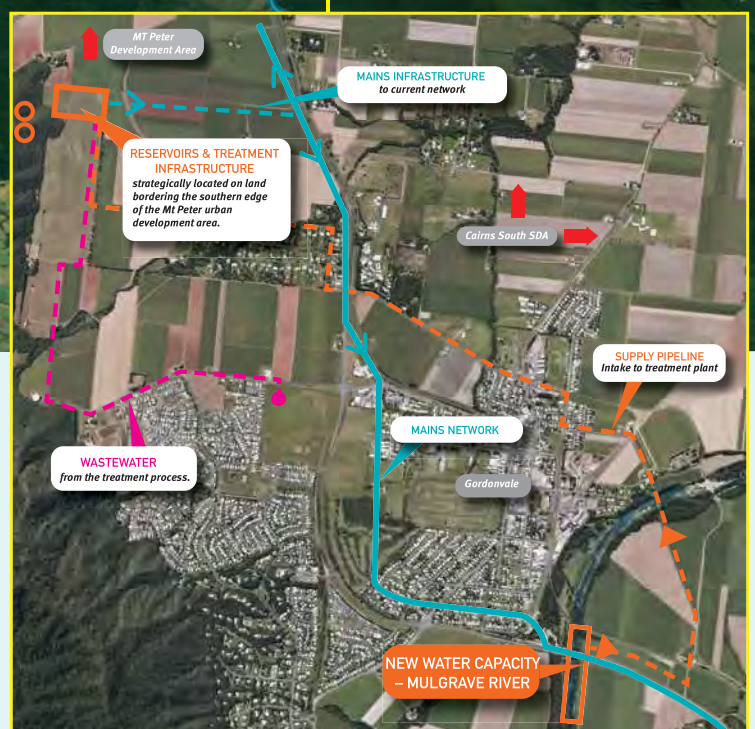 MT Peter
Development Area
MAINS INFRASTRUCTURE
to current network
RESERVOIRS & TREATMENT
INFRASTRUCTURE
strategically located on land
bordering the southern edge
of the Mt Peter urban
development area.
Cairns South SDA
SUPPLY PIPELINE
Intake to treatment plant
MAINS NETWORK
WASTEWATER
from the treatment process.
Gordonvale
NEW WATER CAPACITY
– MULGRAVE RIVER